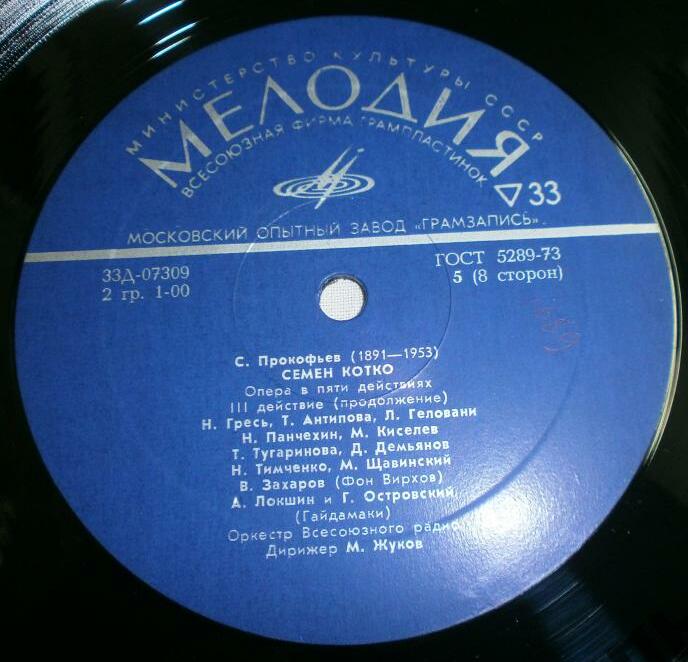 МИНИСТЕРСТВО КУЛЬТУРЫ СССР
МЕЛОДИЯ
ВСЕСОЮЗНАЯ ФИРМА ГРАМПЛАСТИНОК
33
МОСКОВСКИЙ ОПЫТНЫЙ ЗАВОД «ГРАМЗАПИСЬ»
33Д-07309
2 гр. 1-00
ГОСТ 5289-73
5 (8 сторон)
С. Прокофьев (1891—1953)
СЕМЕН КОТКО
Опера в пяти действиях
III действие (продолжение)
Н. Гресь, Т. Антипова, Л. Геловани
Н. Панчехин, М. Киселев
Т. Тугаринова, Д. Демьянов
Н. Тимченко, М. Щавинский
В. Захаров (Фон Вирхов)
А. Локшин и Г. Островский
(Гайдамаки)
Оркестр Всесоюзного радио
Дирижер М. Жуков